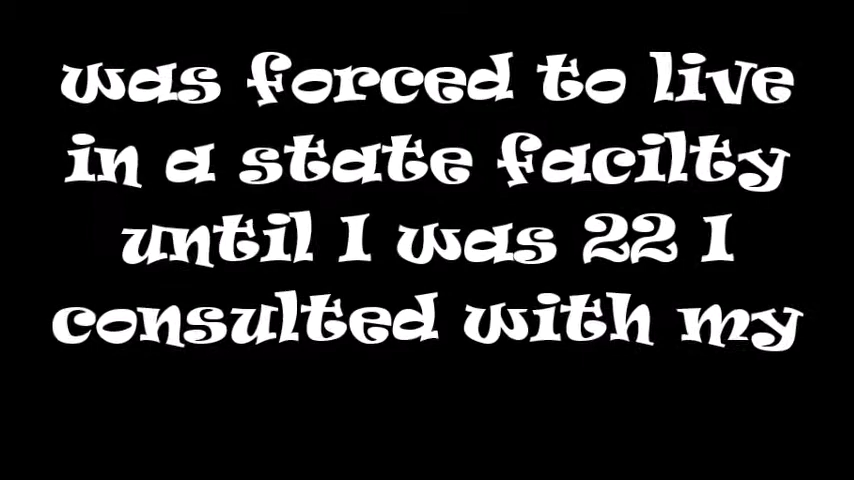 was forced to live
in a state facilty
until I was 22 I
consulted with my